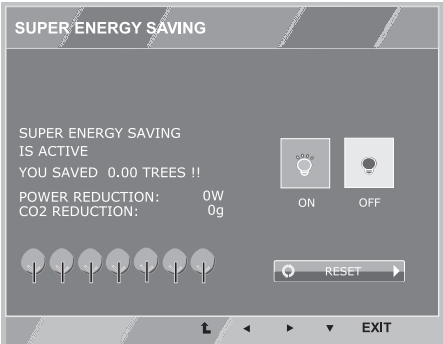 SUPER ENERGY SAVING
SUPER ENERGY SAVING
IS ACTIVE
YOU SAVED 0.00 TREES !!
POWER REDUCTION: 0W
CO2 REDUCTION: 0g
ON OFF
RESET
EXIT